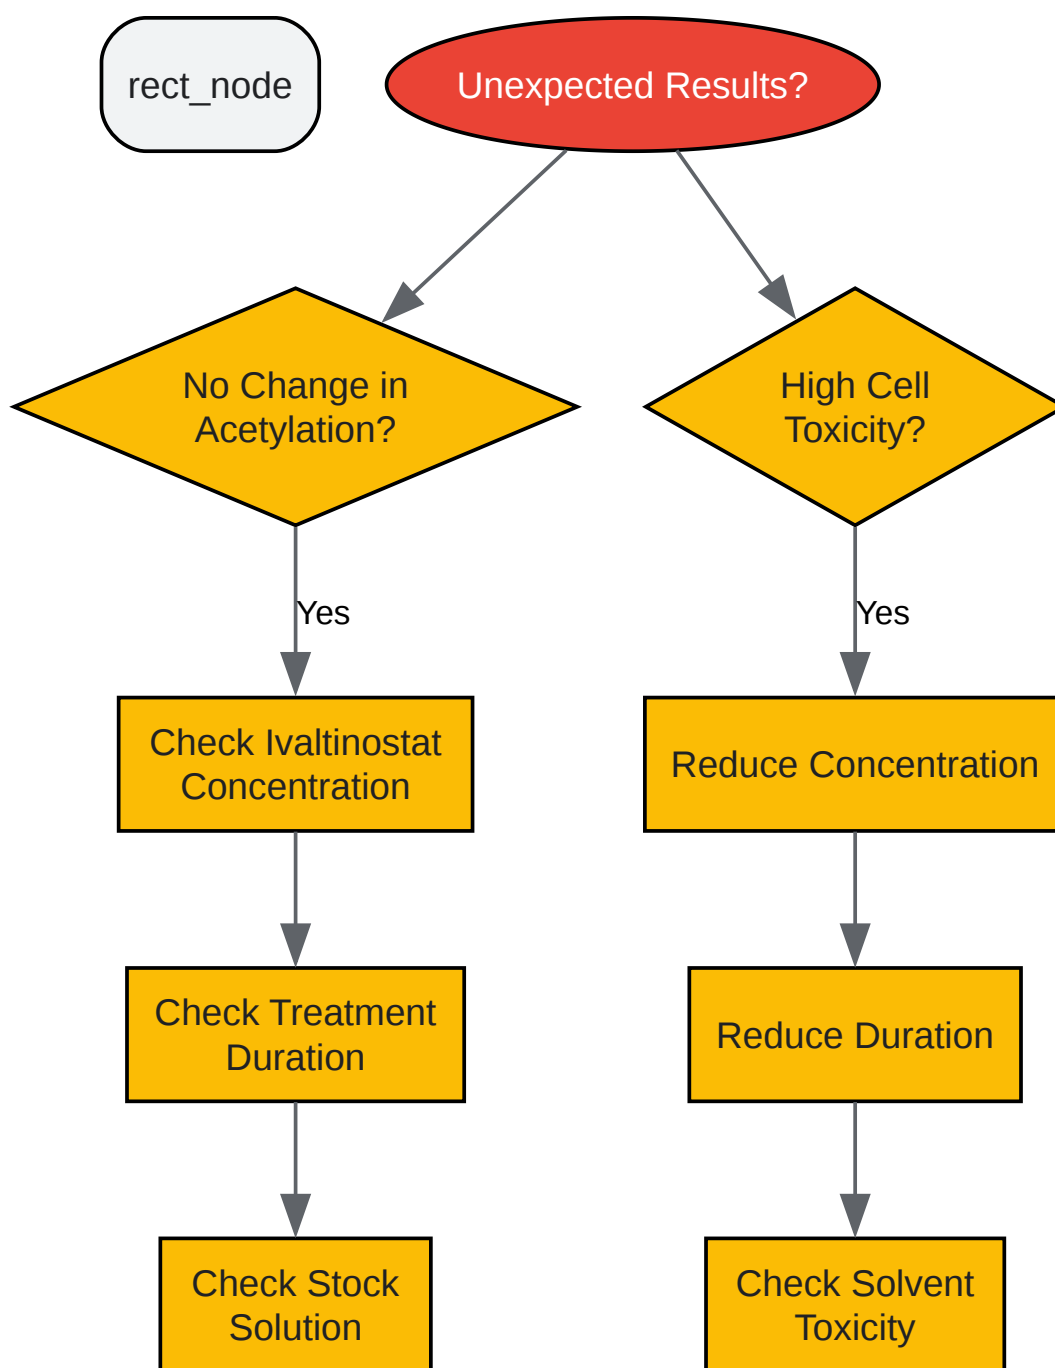 rect_node
Unexpected Results?
No Change in
Acetylation?
High Cell
Toxicity?
Yes
Yes
Check Ivaltinostat
Concentration
Reduce Concentration
Check Treatment
Duration
Reduce Duration
Check Stock
Solution
Check Solvent
Toxicity